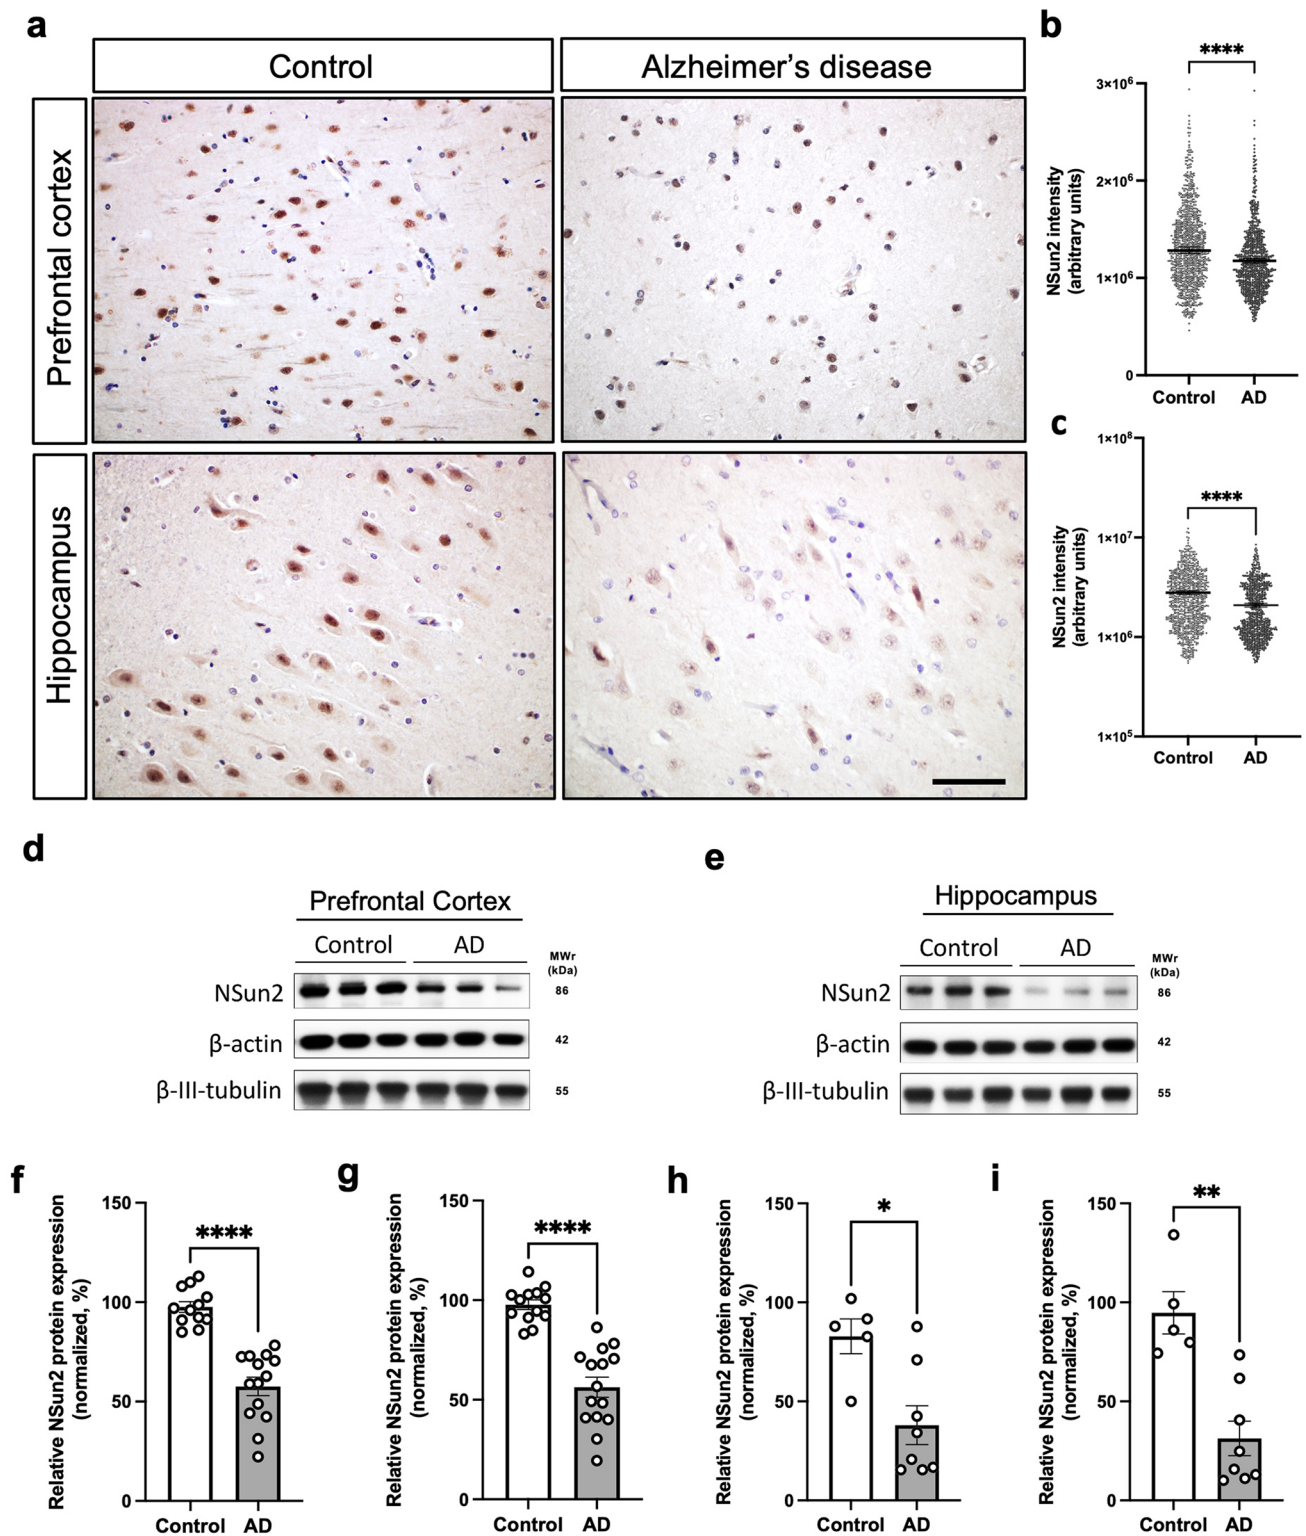 a
Control
Alzheimer's disease
Prefrontal cortex
Hippocampus
b
****
3×10⁶
2×10⁶
1×10⁶
0
NSun2 intensity
(arbitrary units)
Control AD
c
****
1×10⁸
1×10⁷
1×10⁶
1×10⁵
NSun2 intensity
(arbitrary units)
Control AD
d
Prefrontal Cortex
Control AD
MWr
(kDa)
NSun2 86
β-actin 42
β-III-tubulin 55
e
Hippocampus
Control AD
MWr
(kDa)
NSun2 86
β-actin 42
β-III-tubulin 55
f
****
150
100
50
0
Relative NSun2 protein expression
(normalized, %)
Control AD
g
****
150
100
50
0
Relative NSun2 protein expression
(normalized, %)
Control AD
h
*
150
100
50
0
Relative NSun2 protein expression
(normalized, %)
Control AD
i
**
150
100
50
0
Relative NSun2 protein expression
(normalized, %)
Control AD